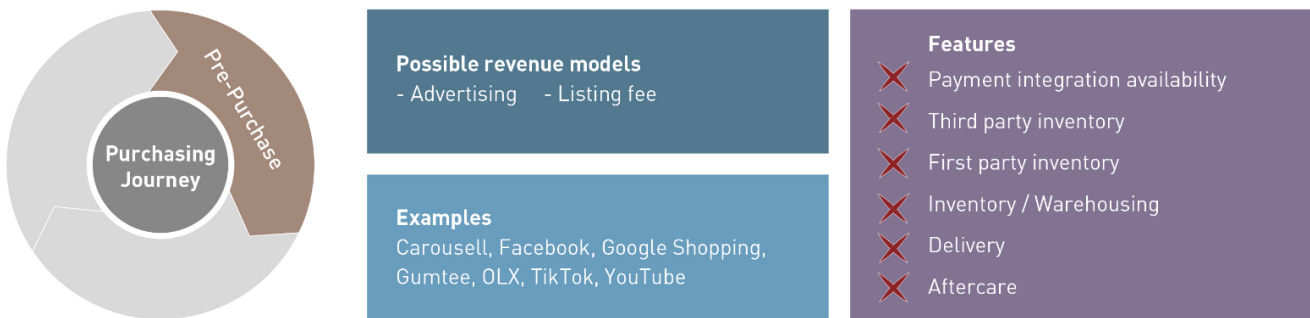 Pre-Purchase
Purchasing
Journey
Possible revenue models
- Advertising - Listing fee
Examples
Carousell, Facebook, Google Shopping,
Gumtee, OLX, TikTok, YouTube
Features
Payment integration availability
Third party inventory
First party inventory
Inventory / Warehousing
Delivery
Aftercare